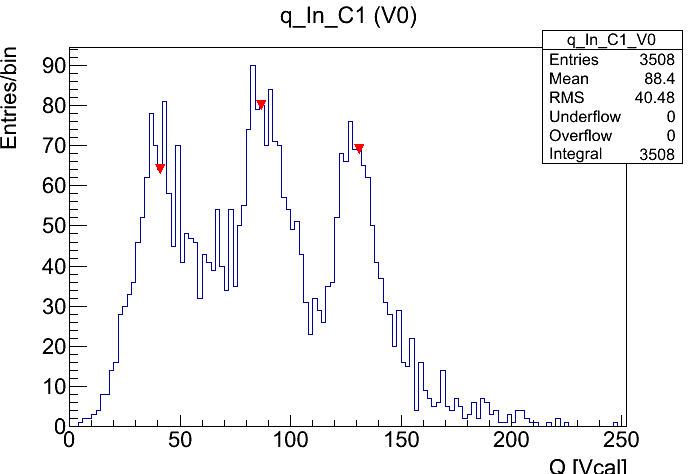 q_In_C1 (V0)
q_In_C1_V0
Entries 3508
Mean 88.4
RMS 40.48
Underflow 0
Overflow 0
Integral 3508
Entries/bin
90
80
70
60
50
40
30
20
10
0
0 50 100 150 200 250
Q [Vcal]